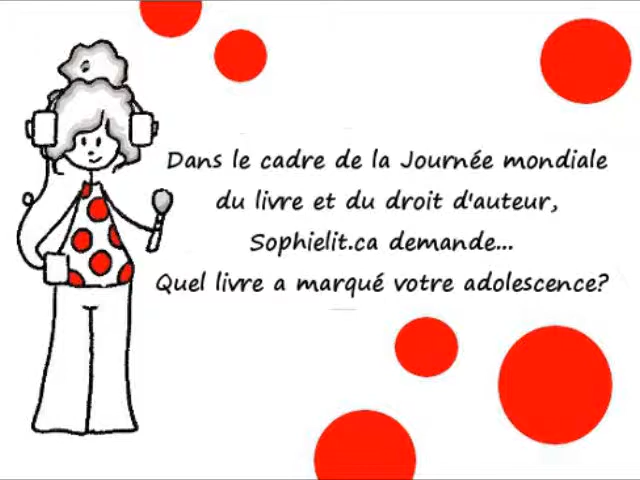 Dans le cadre de la Journée mondiale
du livre et du droit d'auteur,
Sophielit.ca demande...
Quel livre a marqué votre adolescence?